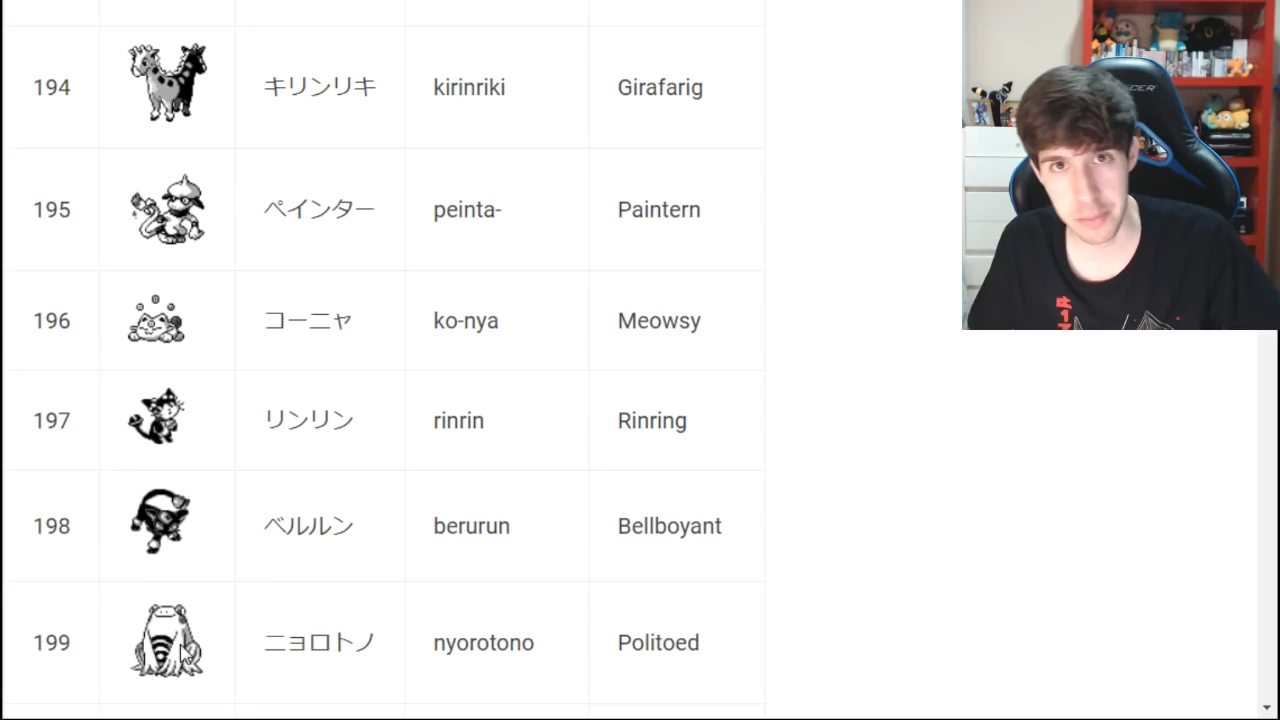 194 キリンリキ kirinriki Girafarig
195 ペインター peinta- Paintern
196 コーニャ ko-nya Meowsy
197 リンリン rinrin Rinring
198 ベルルン berurun Bellboyant
199 ニョロトノ nyorotono Politoed